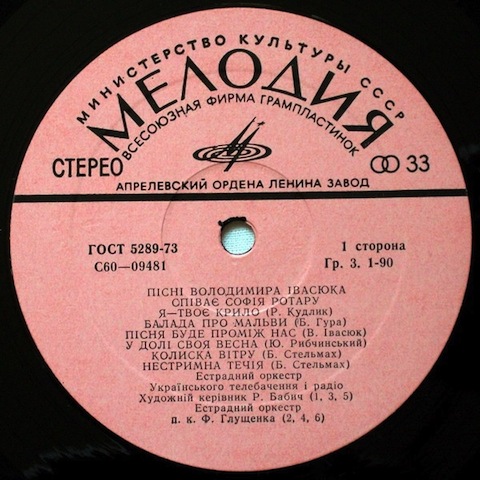 МИНИСТЕРСТВО КУЛЬТУРЫ СССР
МЕЛОДИЯ
ВСЕСОЮЗНАЯ ФИРМА ГРАМПЛАСТИНОК
СТЕРЕО
33
АПРЕЛЕВСКИЙ ОРДЕНА ЛЕНИНА ЗАВОД
ГОСТ 5289-73
1 сторона
С60—09481
Гр. 3. 1-90
ПІСНІ ВОЛОДИМИРА ІВАСЮКА
СПІВАЄ СОФІЯ РОТАРУ
Я—ТВОЄ КРИЛО (Р. Кудлик)
БАЛАДА ПРО МАЛЬВИ (Б. Гура)
ПІСНЯ БУДЕ ПРОМІЖ НАС (В. Івасюк)
У ДОЛІ СВОЯ ВЕСНА (Ю. Рибчинський)
КОЛИСКА ВІТРУ (Б. Стельмах)
НЕСТРИМНА ТЕЧІЯ (Б. Стельмах)
Естрадний оркестр
Українського телебачення і радіо
Художній керівник Р. Бабич (1, 3, 5)
Естрадний оркестр
п. к. Ф. Глущенка (2, 4, 6)